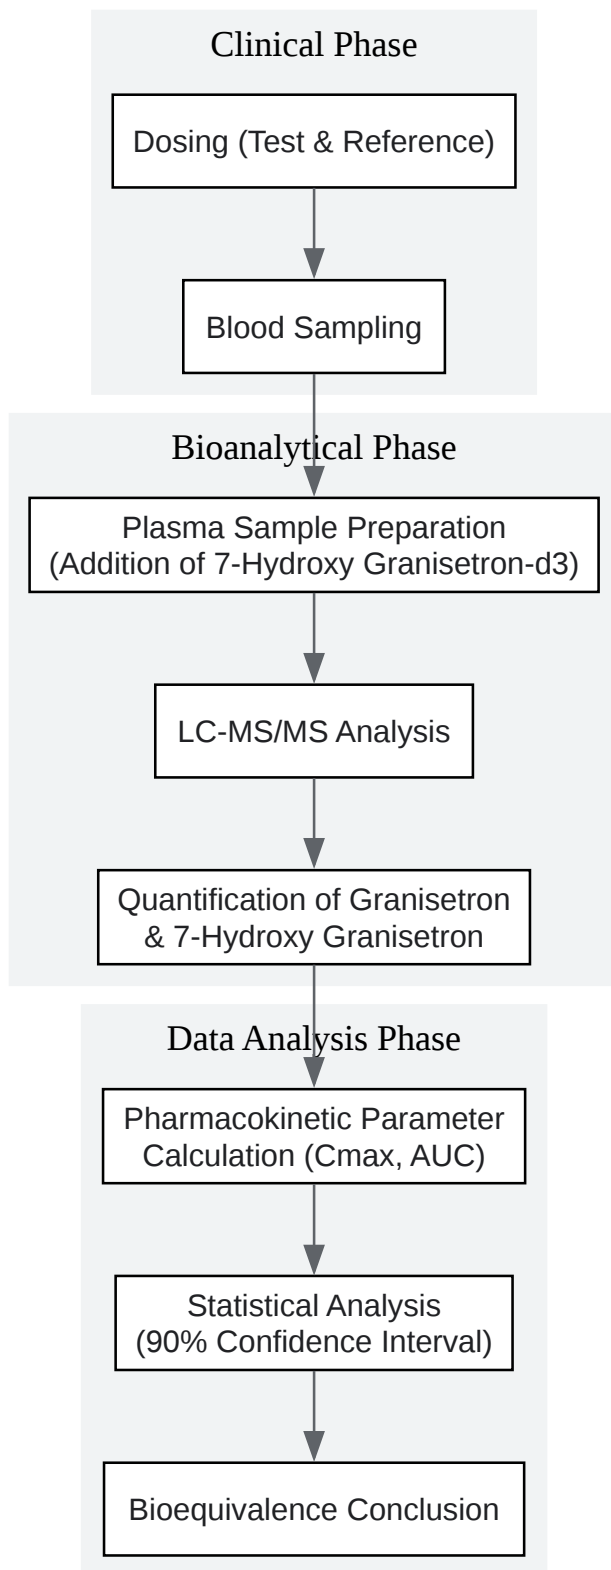 Clinical Phase
Dosing (Test & Reference)
Blood Sampling
Bioanalytical Phase
Plasma Sample Preparation
(Addition of 7-Hydroxy Granisetron-d3)
LC-MS/MS Analysis
Quantification of Granisetron
& 7-Hydroxy Granisetron
Data Analysis Phase
Pharmacokinetic Parameter
Calculation (Cmax, AUC)
Statistical Analysis
(90% Confidence Interval)
Bioequivalence Conclusion